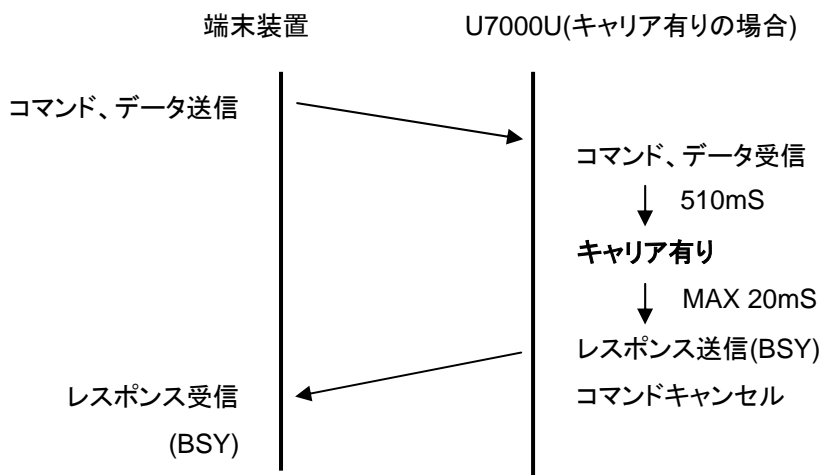 端末装置 U7000U(キャリア有りの場合)
コマンド、データ送信
コマンド、データ受信
510mS
キャリア有り
MAX 20mS
レスポンス送信(BSY)
レスポンス受信 コマンドキャンセル
(BSY)